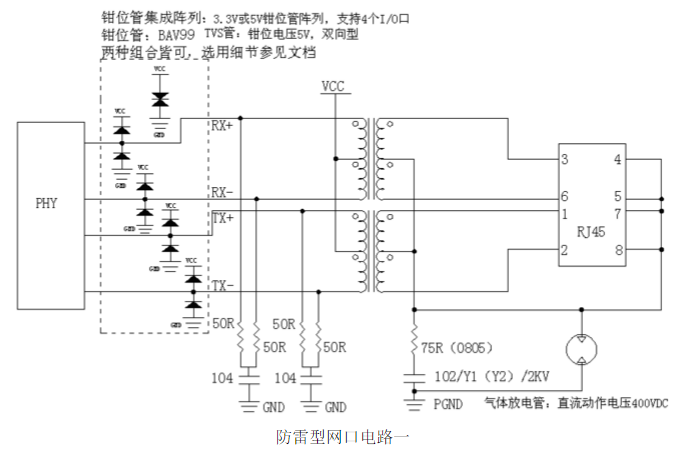 钳位管集成阵列：3.3V或5V钳位管阵列，支持4个I/O口
钳位管：BAV99 TVS管：钳位电压5V，双向型
两种组合皆可，选用细节参见文档
VCC
VCC
VCC
GND
RX+
3
4
GND
VCC
PHY
RX-
6
5
VCC
TX+
1
7
GND
RJ45
2
8
GND
VCC
TX-
GND
50R
50R
50R
50R
75R（0805）
104
104
102/Y1（Y2）/2KV
GND
GND
PGND
气体放电管：直流动作电压400VDC
防雷型网口电路一